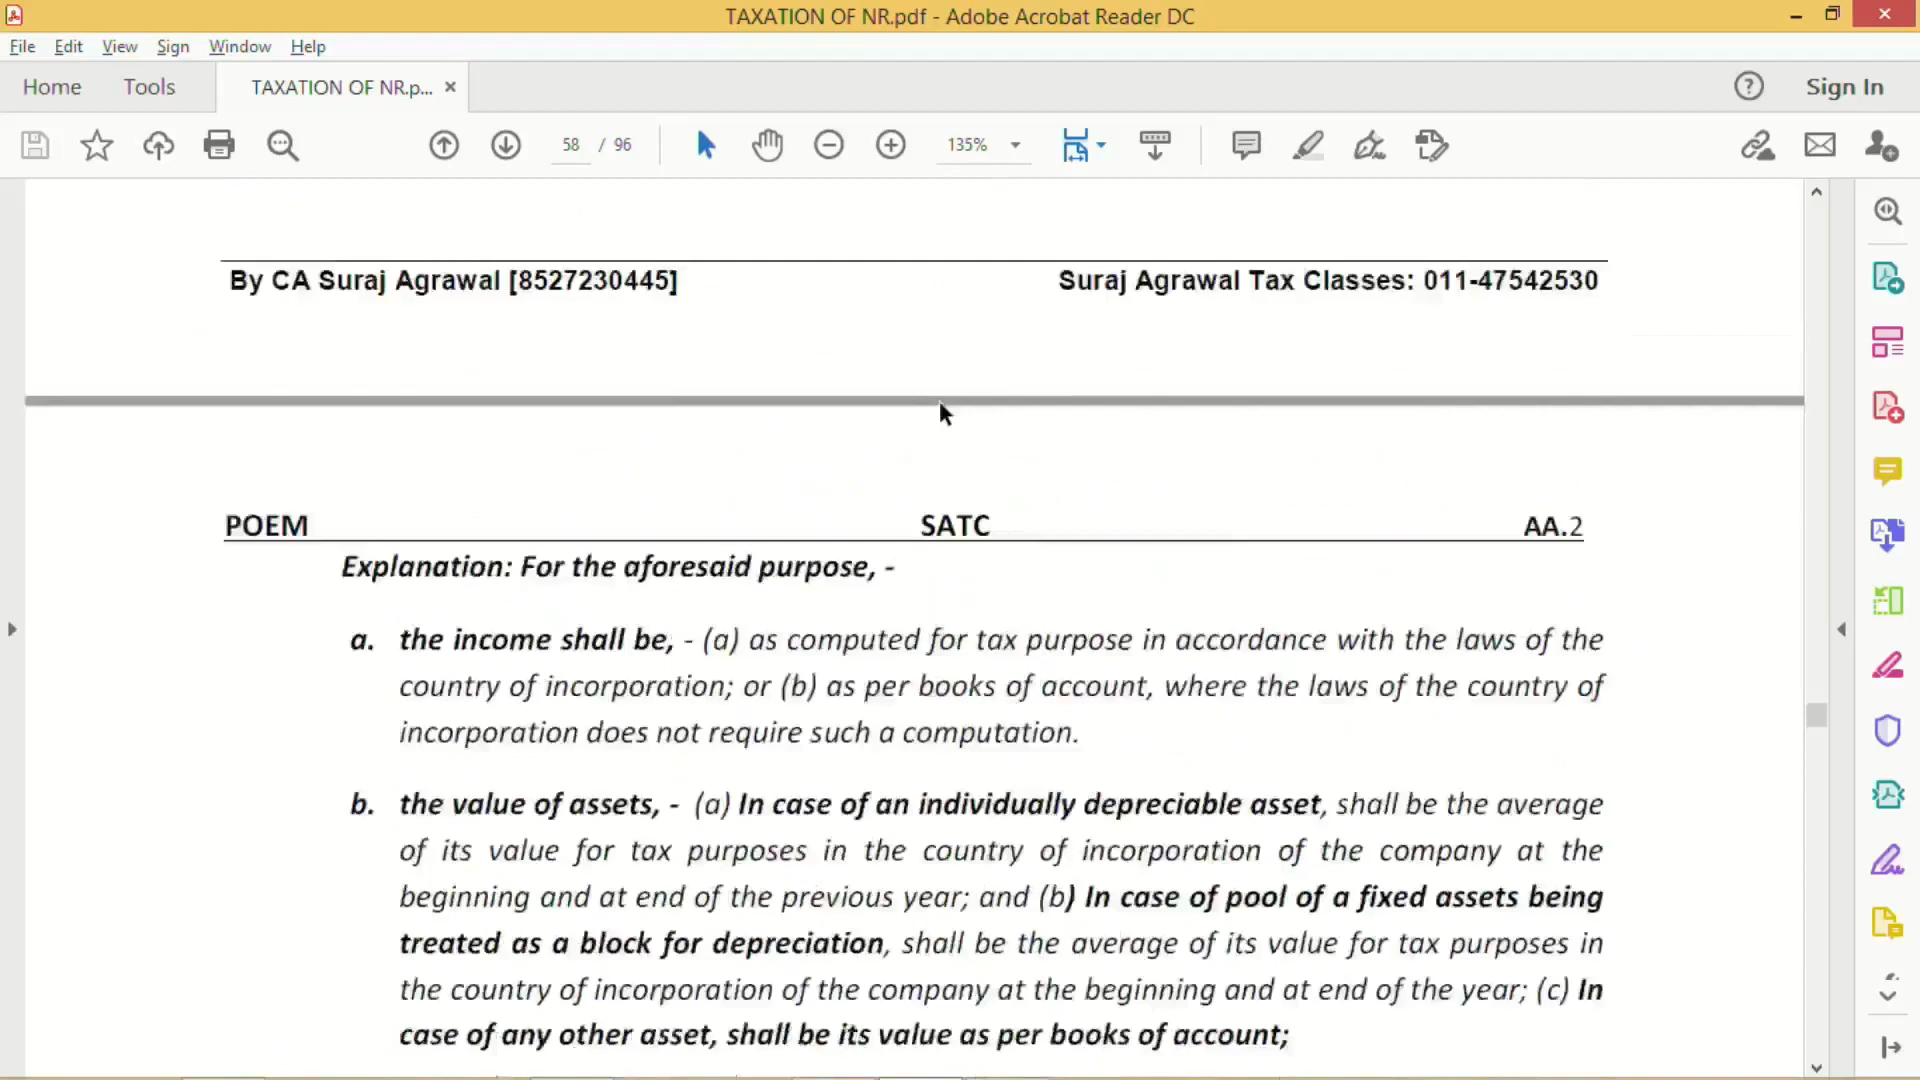 TAXATION OF NR.pdf - Adobe Acrobat Reader DC
File Edit View Sign Window Help
Home Tools TAXATION OF NR.p... × Sign In
58 / 96 135%
By CA Suraj Agrawal [8527230445] Suraj Agrawal Tax Classes: 011-47542530
POEM SATC AA.2
Explanation: For the aforesaid purpose, -
a. the income shall be, - (a) as computed for tax purpose in accordance with the laws of the
country of incorporation; or (b) as per books of account, where the laws of the country of
incorporation does not require such a computation.
b. the value of assets, - (a) In case of an individually depreciable asset, shall be the average
of its value for tax purposes in the country of incorporation of the company at the
beginning and at end of the previous year; and (b) In case of pool of a fixed assets being
treated as a block for depreciation, shall be the average of its value for tax purposes in
the country of incorporation of the company at the beginning and at end of the year; (c) In
case of any other asset, shall be its value as per books of account;